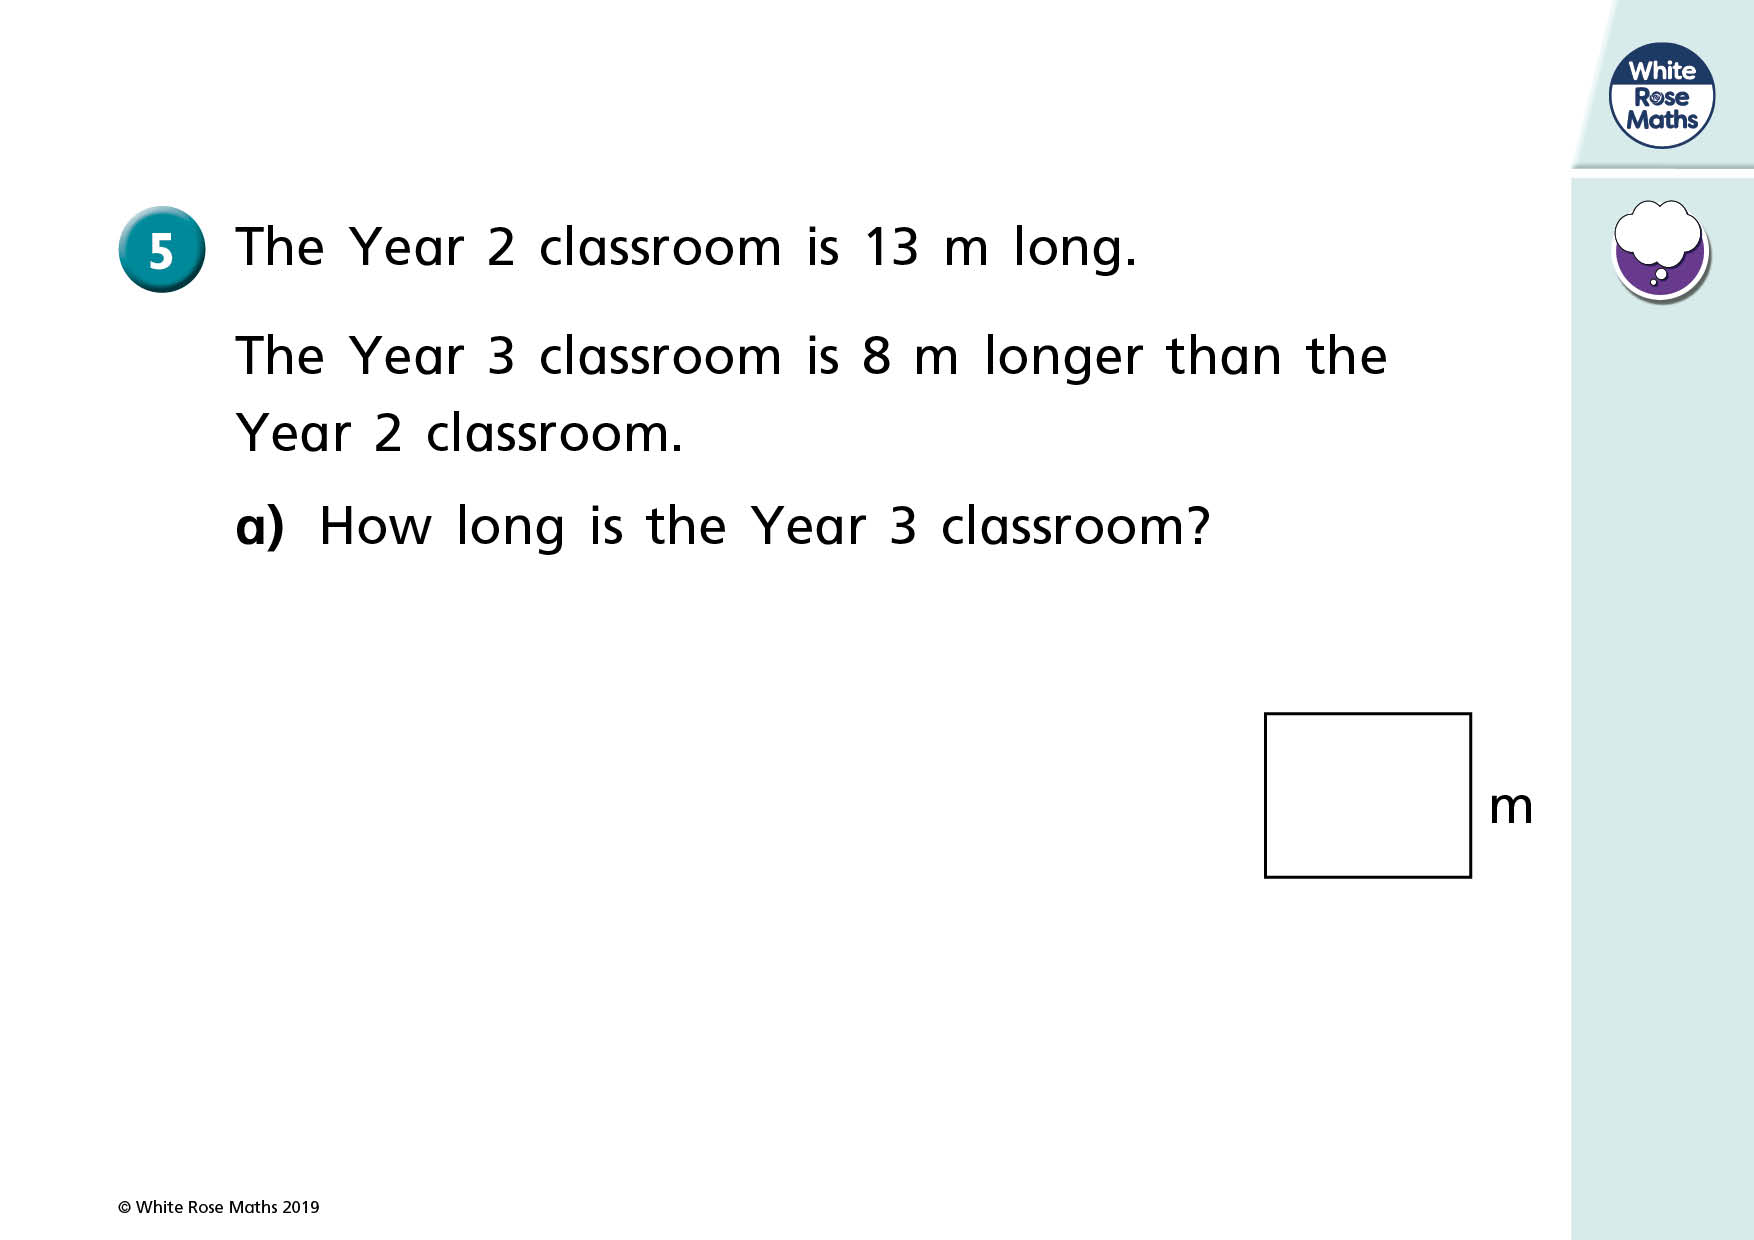 White
Rose
Maths
5 The Year 2 classroom is 13 m long.
The Year 3 classroom is 8 m longer than the
Year 2 classroom.
a) How long is the Year 3 classroom?
m
© White Rose Maths 2019